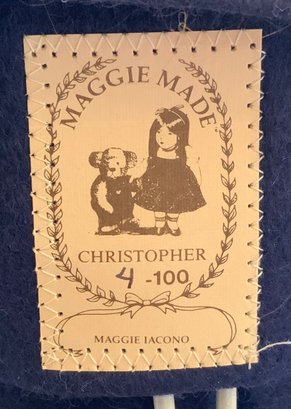 MAGGIE MADE
CHRISTOPHER
4 -100
MAGGIE IACONO